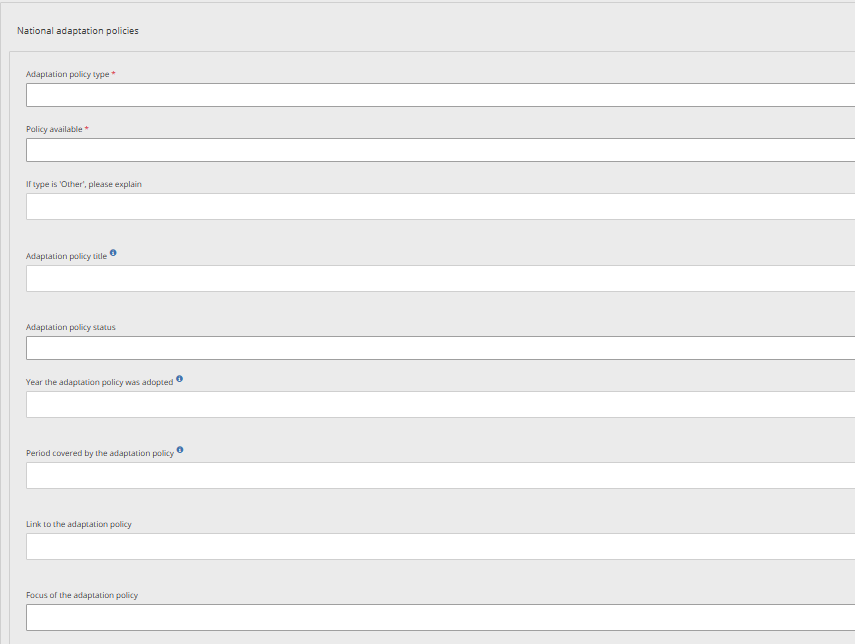 National adaptation policies
Adaptation policy type *
Policy available *
If type is 'Other', please explain
Adaptation policy title
Adaptation policy status
Year the adaptation policy was adopted
Period covered by the adaptation policy
Link to the adaptation policy
Focus of the adaptation policy